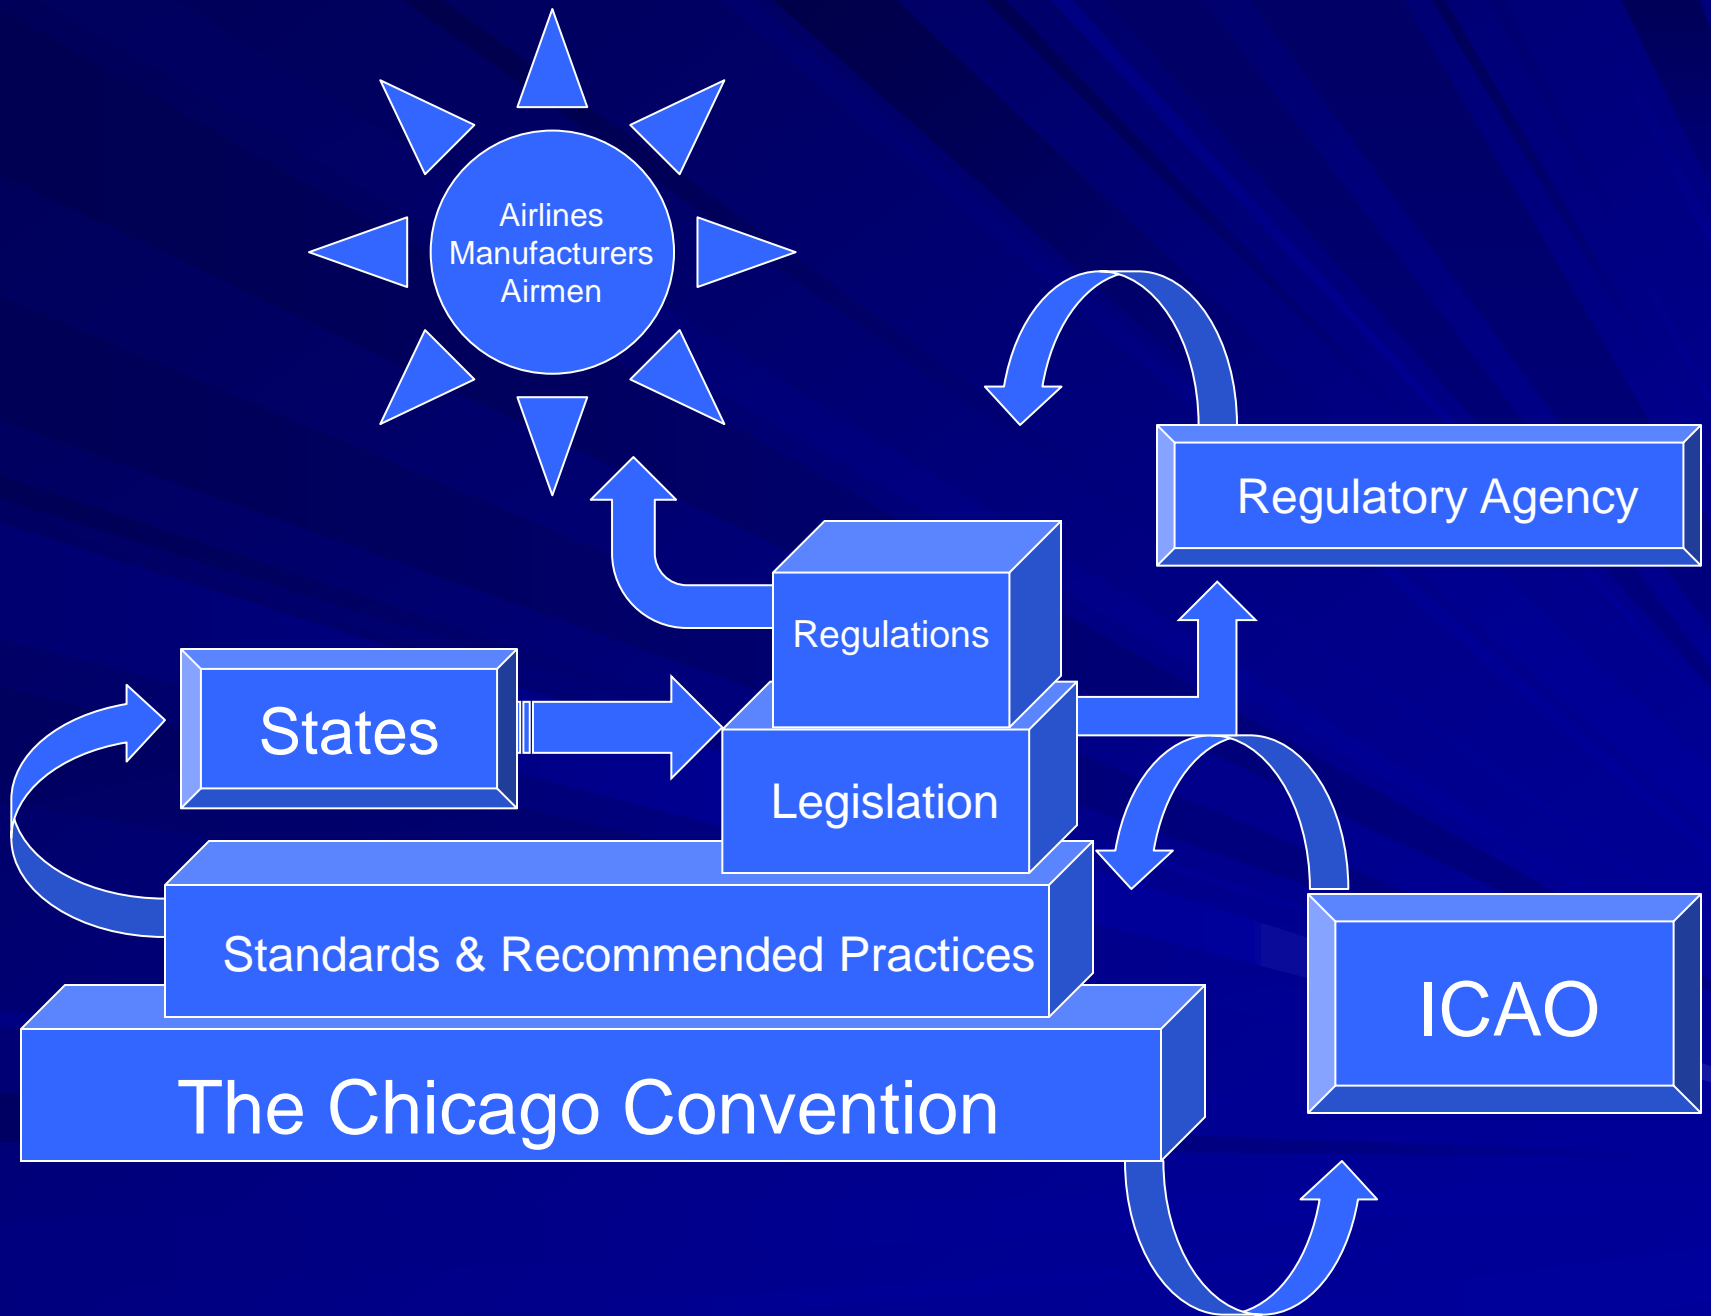 Airlines
Manufacturers
Airmen
Regulatory Agency
Regulations
States
Legislation
Standards & Recommended Practices
ICAO
The Chicago Convention